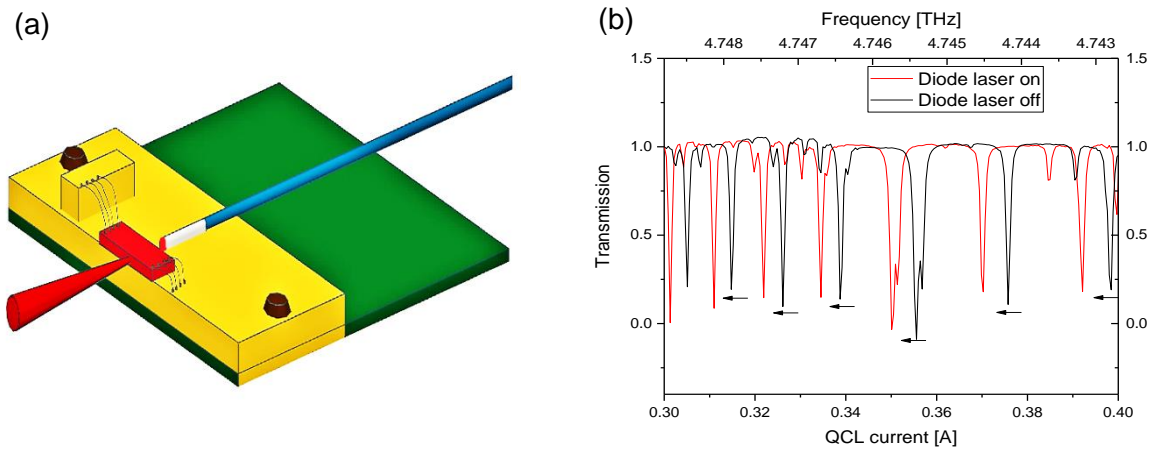 (a)
(b)
Frequency [THz]
4.748 4.747 4.746 4.745 4.744 4.743
1.5 1.5
Diode laser on
Diode laser off
1.0 1.0
Transmission
0.5 0.5
0.0 0.0
0.30 0.32 0.34 0.36 0.38 0.40
QCL current [A]